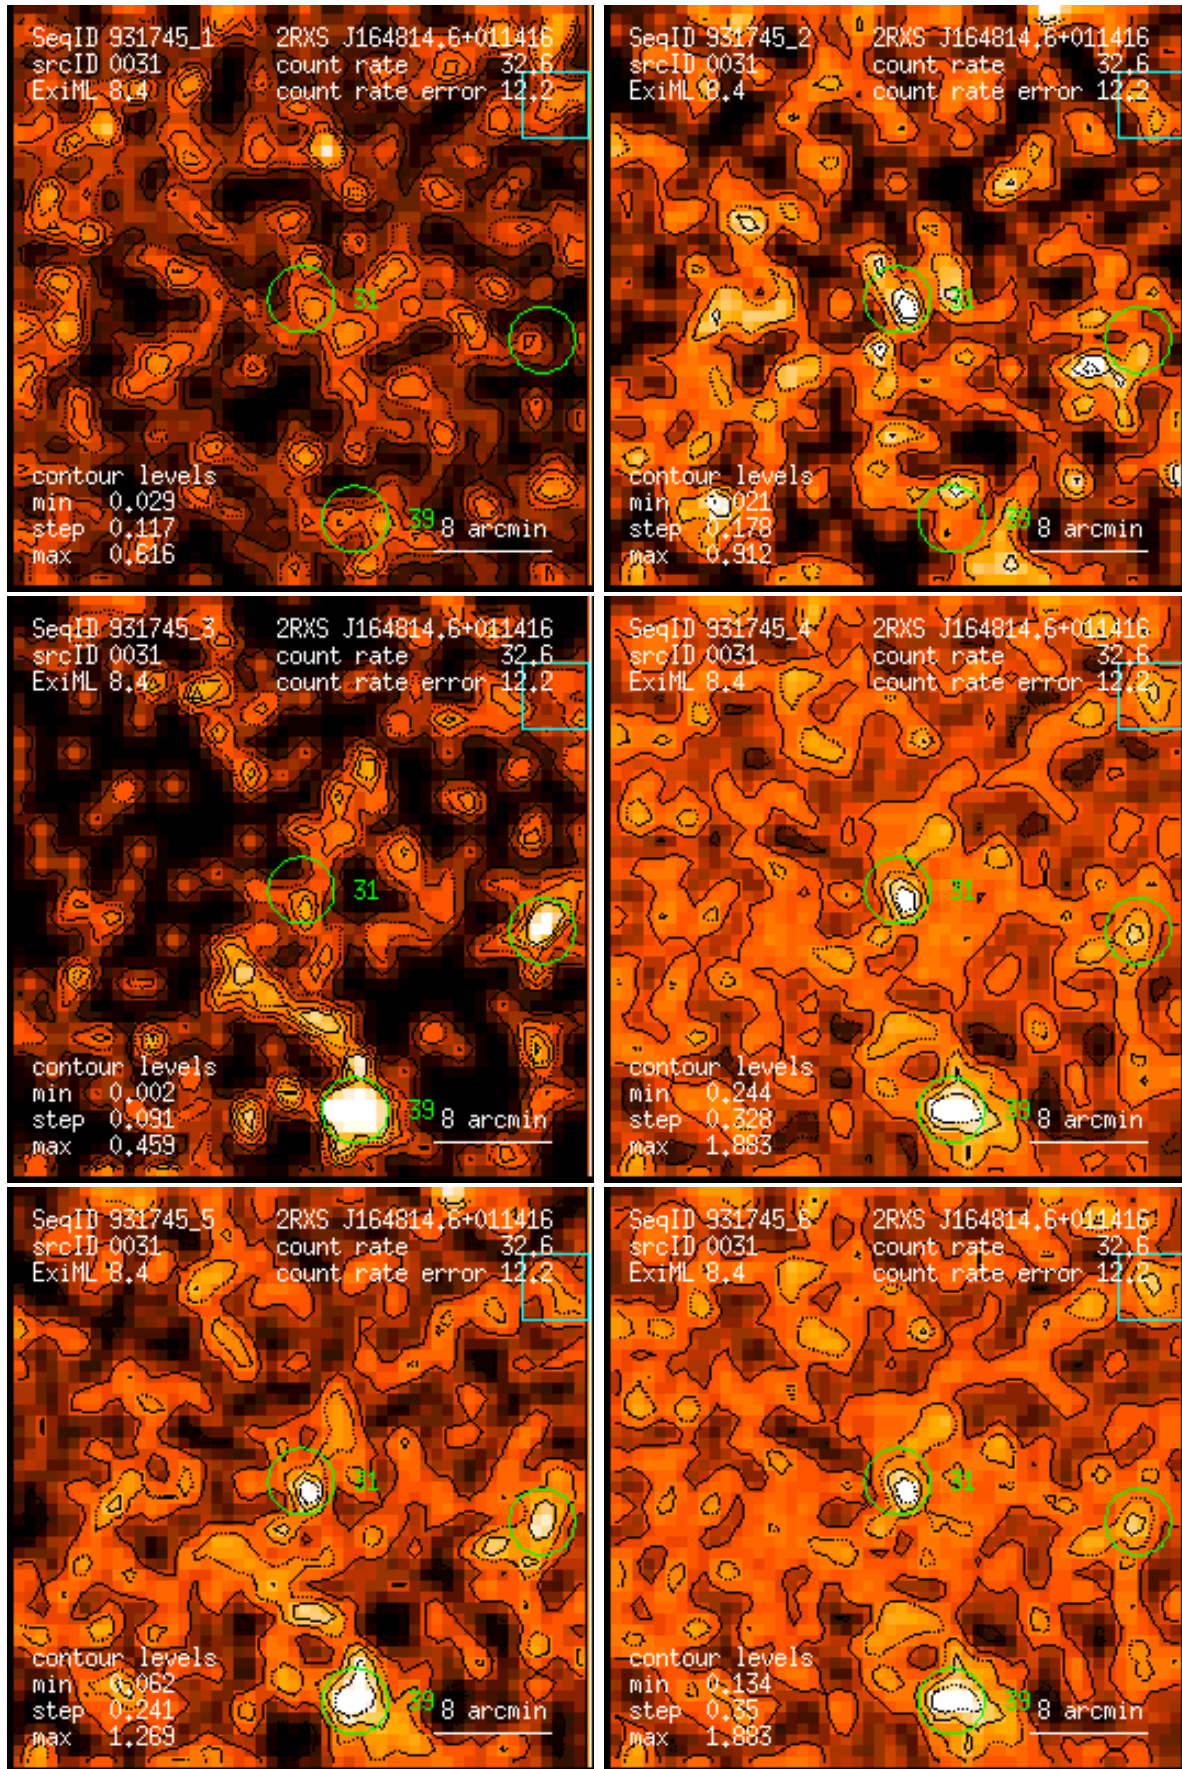 SeqID 931745_1 2RXS J164814.6+011416
srcID 0031 count rate 32.6
ExiML 8.4 count rate error 12.2
31
contour levels
min 0.029
39
step 0.117 8 arcmin
max 0.616
SeqID 931745_2 2RXS J164814.6+011416
srcID 0031 count rate 32.6
ExiML 8.4 count rate error 12.2
31
contour levels
min 0.021
39
step 0.178 8 arcmin
max 0.912
SeqID 931745_3 2RXS J164814.6+011416
srcID 0031 count rate 32.6
ExiML 8.4 count rate error 12.2
31
contour levels
min 0.002
39
step 0.091 8 arcmin
max 0.459
SeqID 931745_4 2RXS J164814.6+011416
srcID 0031 count rate 32.6
ExiML 8.4 count rate error 12.2
31
contour levels
min 0.244
39
step 0.328 8 arcmin
max 1.883
SeqID 931745_5 2RXS J164814.6+011416
srcID 0031 count rate 32.6
ExiML 8.4 count rate error 12.2
31
contour levels
min 0.062
39
step 0.241 8 arcmin
max 1.269
SeqID 931745_6 2RXS J164814.6+011416
srcID 0031 count rate 32.6
ExiML 8.4 count rate error 12.2
31
contour levels
min 0.134
39
step 0.35 8 arcmin
max 1.883